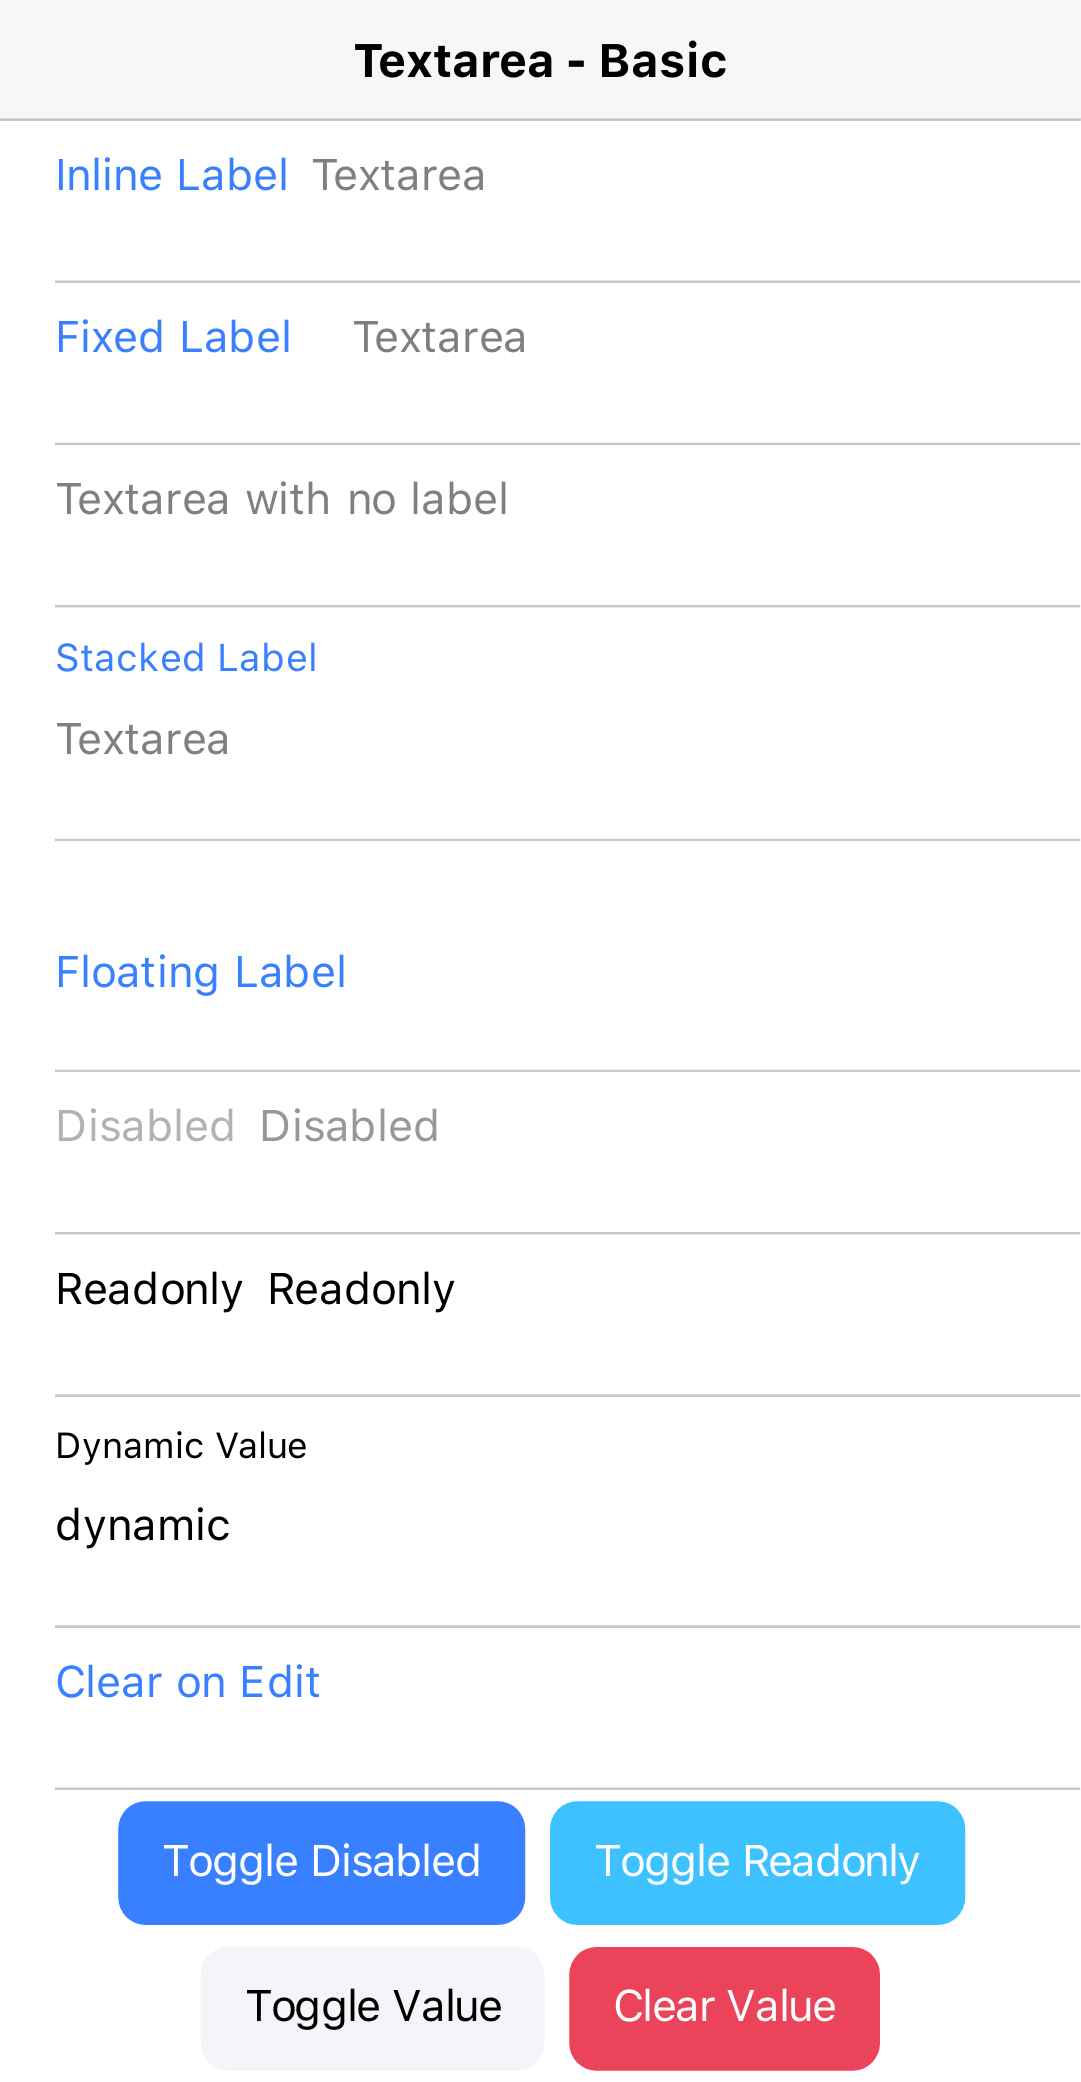 Textarea - Basic
Inline Label Textarea
Fixed Label Textarea
Textarea with no label
Stacked Label
Textarea
Floating Label
Disabled Disabled
Readonly Readonly
Dynamic Value
dynamic
Clear on Edit
Toggle Disabled Toggle Readonly
Toggle Value Clear Value